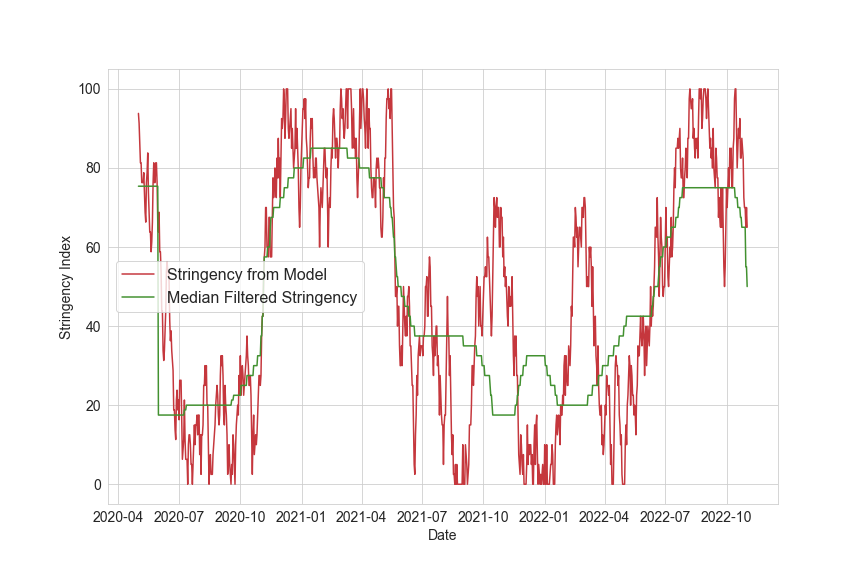 100
80
60
40
20
0
Stringency Index
Stringency from Model
Median Filtered Stringency
2020-04 2020-07 2020-10 2021-01 2021-04 2021-07 2021-10 2022-01 2022-04 2022-07 2022-10
Date